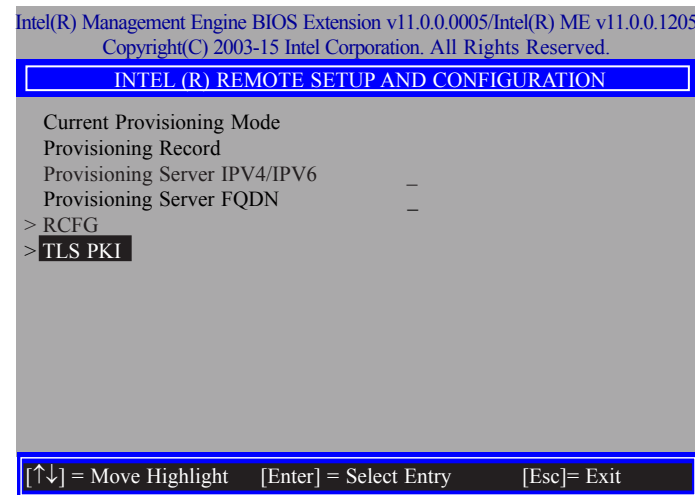 Intel(R) Management Engine BIOS Extension v11.0.0.0005/Intel(R) ME v11.0.0.1205
Copyright(C) 2003-15 Intel Corporation. All Rights Reserved.
INTEL (R) REMOTE SETUP AND CONFIGURATION
Current Provisioning Mode
Provisioning Record
Provisioning Server IPV4/IPV6 _
Provisioning Server FQDN _
> RCFG
> TLS PKI
[↑↓] = Move Highlight [Enter] = Select Entry [Esc]= Exit